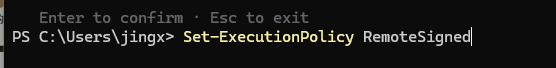 Enter to confirm · Esc to exit
PS C:\Users\jingx> Set-ExecutionPolicy RemoteSigned